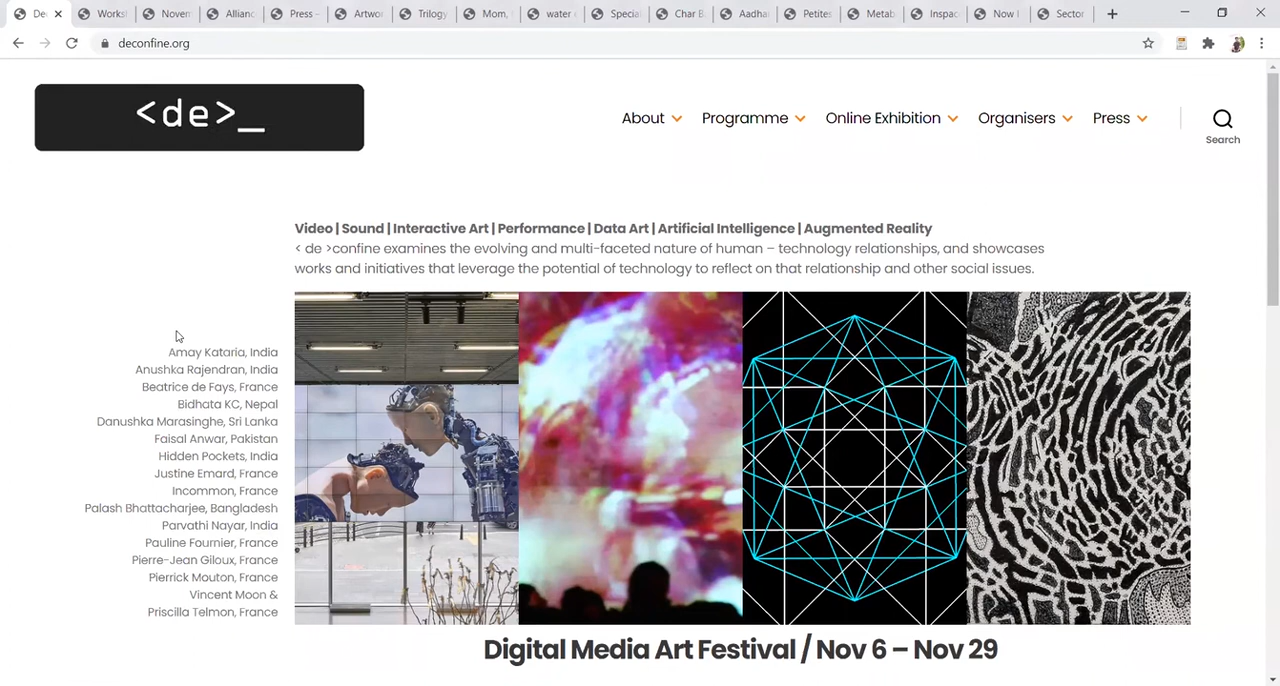 De
Works
Novem
Allianc
Press –
Artwo
Trilogy
Mom,
water
Specia
Char B
Aadha
Petites
Metab
Inspac
Now I
Sector
deconfine.org
<de>_
About
Programme
Online Exhibition
Organisers
Press
Search
Video | Sound | Interactive Art | Performance | Data Art | Artificial Intelligence | Augmented Reality
< de >confine examines the evolving and multi-faceted nature of human – technology relationships, and showcases
works and initiatives that leverage the potential of technology to reflect on that relationship and other social issues.
Amay Kataria, India
Anushka Rajendran, India
Beatrice de Fays, France
Bidhata KC, Nepal
Danushka Marasinghe, Sri Lanka
Faisal Anwar, Pakistan
Hidden Pockets, India
Justine Emard, France
Incommon, France
Palash Bhattacharjee, Bangladesh
Parvathi Nayar, India
Pauline Fournier, France
Pierre-Jean Giloux, France
Pierrick Mouton, France
Vincent Moon &
Priscilla Telmon, France
Digital Media Art Festival / Nov 6 – Nov 29